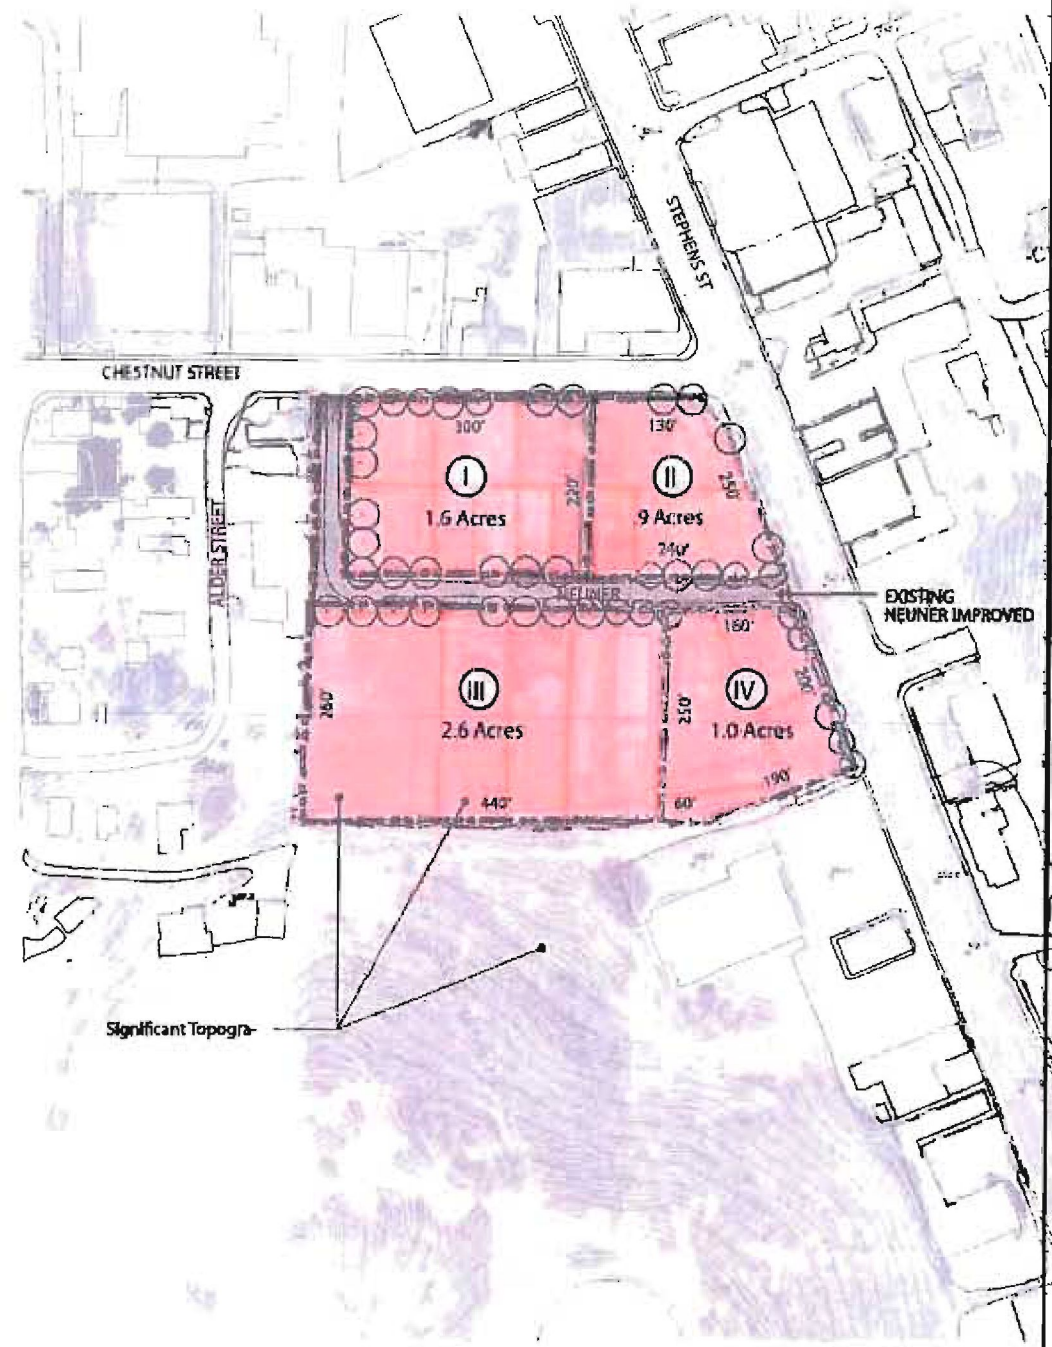 STEPHENS ST
CHESTNUT STREET
300'
130'
I
II
220'
250'
1.6 Acres
.9 Acres
ALDER STREET
240'
NEUNER
EXISTING
NEUNER IMPROVED
160'
III
IV
260'
250'
200'
2.6 Acres
1.0 Acres
190'
440'
60'
Significant Topogra-